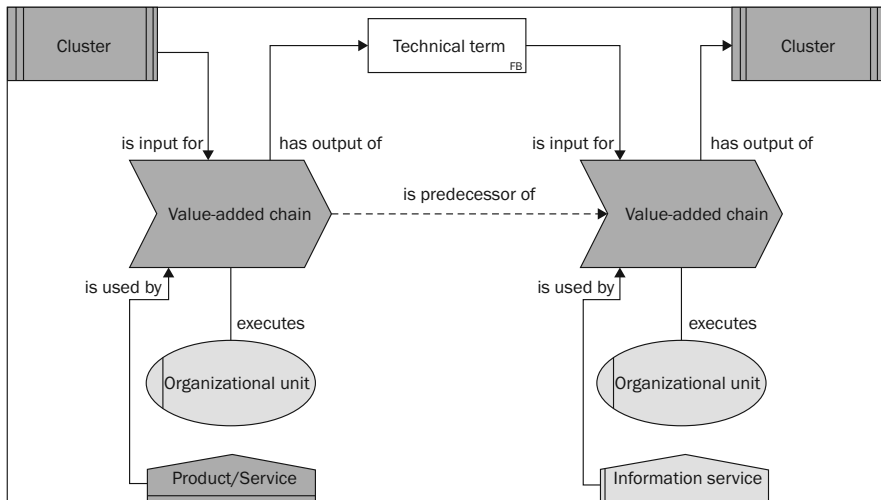 Cluster
Technical term
FB
Cluster
is input for
has output of
is input for
has output of
Value-added chain
is predecessor of
Value-added chain
is used by
is used by
executes
executes
Organizational unit
Organizational unit
Product/Service
Information service